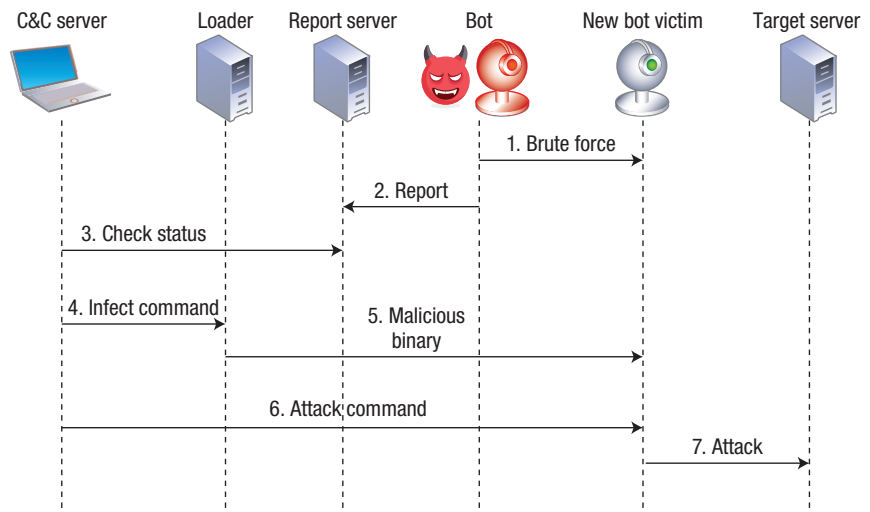 C&C server
Loader
Report server
Bot
New bot victim
Target server
1. Brute force
2. Report
3. Check status
4. Infect command
5. Malicious
binary
6. Attack command
7. Attack